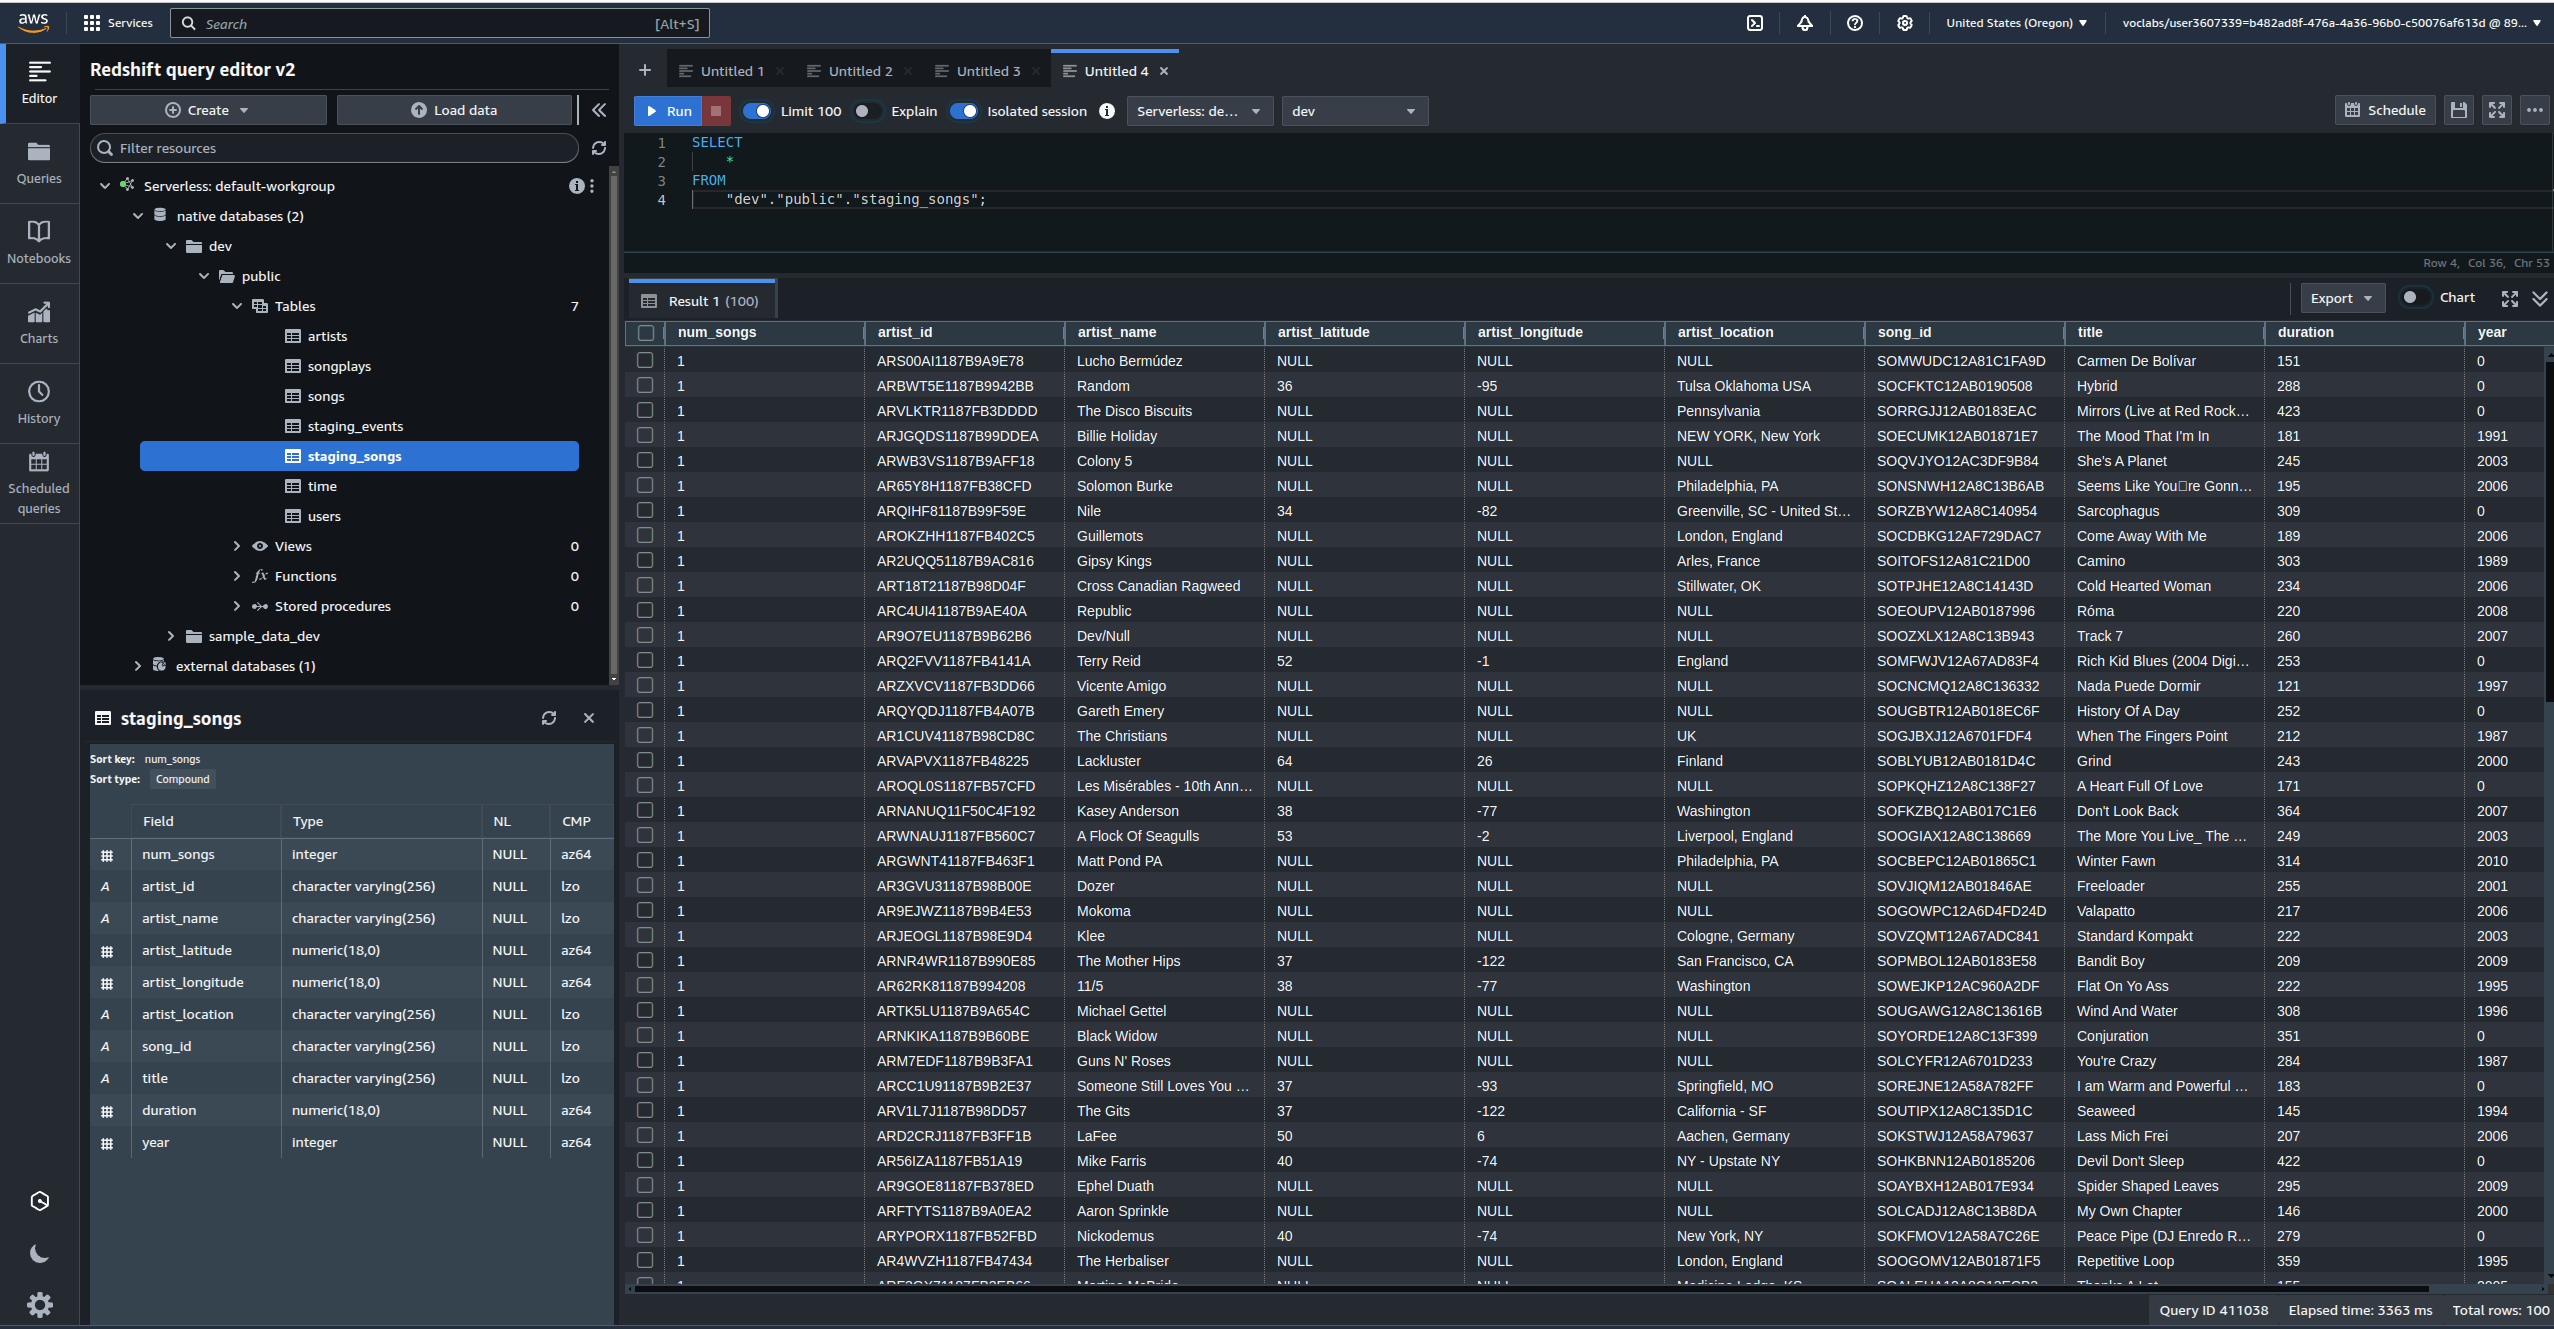 aws Services Search [Alt+S] United States (Oregon) voclabs/user3607339=b482ad8f-476a-4a36-96b0-c50076af613d @ 89...
Editor
Queries
Notebooks
Charts
History
Scheduled
queries
Redshift query editor v2
Create Load data
Filter resources
Serverless: default-workgroup
native databases (2)
dev
public
Tables 7
artists
songplays
songs
staging_events
staging_songs
time
users
Views 0
Functions 0
Stored procedures 0
sample_data_dev
external databases (1)
staging_songs
Sort key: num_songs
Sort type: Compound
Field Type NL CMP
num_songs integer NULL az64
A artist_id character varying(256) NULL lzo
A artist_name character varying(256) NULL lzo
artist_latitude numeric(18,0) NULL az64
artist_longitude numeric(18,0) NULL az64
A artist_location character varying(256) NULL lzo
A song_id character varying(256) NULL lzo
A title character varying(256) NULL lzo
duration numeric(18,0) NULL az64
year integer NULL az64
Untitled 1 Untitled 2 Untitled 3 Untitled 4
Run Limit 100 Explain Isolated session Serverless: de... dev Schedule
1 SELECT
2 *
3 FROM
4 "dev"."public"."staging_songs";
Row 4, Col 36, Chr 53
Result 1 (100) Export Chart
num_songs artist_id artist_name artist_latitude artist_longitude artist_location song_id title duration year
1 ARS00AI1187B9A9E78 Lucho Bermúdez NULL NULL NULL SOMWUDC12A81C1FA9D Carmen De Bolívar 151 0
1 ARBWT5E1187B9942BB Random 36 -95 Tulsa Oklahoma USA SOCFKTC12AB0190508 Hybrid 288 0
1 ARVLKTR1187FB3DDDD The Disco Biscuits NULL NULL Pennsylvania SORRGJJ12AB0183EAC Mirrors (Live at Red Rock... 423 0
1 ARJGQDS1187B99DDEA Billie Holiday NULL NULL NEW YORK, New York SOECUMK12AB01871E7 The Mood That I'm In 181 1991
1 ARWB3VS1187B9AFF18 Colony 5 NULL NULL NULL SOQVJYO12AC3DF9B84 She's A Planet 245 2003
1 AR65Y8H1187FB38CFD Solomon Burke NULL NULL Philadelphia, PA SONSNWH12A8C13B6AB Seems Like You□re Gonn... 195 2006
1 ARQIHF81187B99F59E Nile 34 -82 Greenville, SC - United St... SORZBYW12A8C140954 Sarcophagus 309 0
1 AROKZHH1187FB402C5 Guillemots NULL NULL London, England SOCDBKG12AF729DAC7 Come Away With Me 189 2006
1 AR2UQQ51187B9AC816 Gipsy Kings NULL NULL Arles, France SOITOFS12A81C21D00 Camino 303 1989
1 ART18T21187B98D04F Cross Canadian Ragweed NULL NULL Stillwater, OK SOTPJHE12A8C14143D Cold Hearted Woman 234 2006
1 ARC4UI41187B9AE40A Republic NULL NULL NULL SOEOUPV12AB0187996 Róma 220 2008
1 AR9O7EU1187B9B62B6 Dev/Null NULL NULL NULL SOOZXLX12A8C13B943 Track 7 260 2007
1 ARQ2FVV1187FB4141A Terry Reid 52 -1 England SOMFWJV12A67AD83F4 Rich Kid Blues (2004 Digi... 253 0
1 ARZXVCV1187FB3DD66 Vicente Amigo NULL NULL NULL SOCNCMQ12A8C136332 Nada Puede Dormir 121 1997
1 ARQYQDJ1187FB4A07B Gareth Emery NULL NULL NULL SOUGBTR12AB018EC6F History Of A Day 252 0
1 AR1CUV41187B98CD8C The Christians NULL NULL UK SOGJBXJ12A6701FDF4 When The Fingers Point 212 1987
1 ARVAPVX1187FB48225 Lackluster 64 26 Finland SOBLYUB12AB0181D4C Grind 243 2000
1 AROQL0S1187FB57CFD Les Misérables - 10th Ann... NULL NULL NULL SOPKQHZ12A8C138F27 A Heart Full Of Love 171 0
1 ARNANUQ11F50C4F192 Kasey Anderson 38 -77 Washington SOFKZBQ12AB017C1E6 Don't Look Back 364 2007
1 ARWNAUJ1187FB560C7 A Flock Of Seagulls 53 -2 Liverpool, England SOOGIAX12A8C138669 The More You Live_ The ... 249 2003
1 ARGWNT41187FB463F1 Matt Pond PA NULL NULL Philadelphia, PA SOCBEPC12AB01865C1 Winter Fawn 314 2010
1 AR3GVU31187B98B00E Dozer NULL NULL NULL SOVJIQM12AB01846AE Freeloader 255 2001
1 AR9EJWZ1187B9B4E53 Mokoma NULL NULL NULL SOGOWPC12A6D4FD24D Valapatto 217 2006
1 ARJEOGL1187B98E9D4 Klee NULL NULL Cologne, Germany SOVZQMT12A67ADC841 Standard Kompakt 222 2003
1 ARNR4WR1187B990E85 The Mother Hips 37 -122 San Francisco, CA SOPMBOL12AB0183E58 Bandit Boy 209 2009
1 AR62RK81187B994208 11/5 38 -77 Washington SOWEJKP12AC960A2DF Flat On Yo Ass 222 1995
1 ARTK5LU1187B9A654C Michael Gettel NULL NULL NULL SOUGAWG12A8C13616B Wind And Water 308 1996
1 ARNKIKA1187B9B60BE Black Widow NULL NULL NULL SOYORDE12A8C13F399 Conjuration 351 0
1 ARM7EDF1187B9B3FA1 Guns N' Roses NULL NULL NULL SOLCYFR12A6701D233 You're Crazy 284 1987
1 ARCC1U91187B9B2E37 Someone Still Loves You ... 37 -93 Springfield, MO SOREJNE12A58A782FF I am Warm and Powerful ... 183 0
1 ARV1L7J1187B98DD57 The Gits 37 -122 California - SF SOUTIPX12A8C135D1C Seaweed 145 1994
1 ARD2CRJ1187FB3FF1B LaFee 50 6 Aachen, Germany SOKSTWJ12A58A79637 Lass Mich Frei 207 2006
1 AR56IZA1187FB51A19 Mike Farris 40 -74 NY - Upstate NY SOHKBNN12AB0185206 Devil Don't Sleep 422 0
1 AR9GOE81187FB378ED Ephel Duath NULL NULL NULL SOAYBXH12AB017E934 Spider Shaped Leaves 295 2009
1 ARFTYTS1187B9A0EA2 Aaron Sprinkle NULL NULL NULL SOLCADJ12A8C13B8DA My Own Chapter 146 2000
1 ARYPORX1187FB52FBD Nickodemus 40 -74 New York, NY SOKFMOV12A58A7C26E Peace Pipe (DJ Enredo R... 279 0
1 AR4WVZH1187FB47434 The Herbaliser NULL NULL London, England SOOGOMV12AB01871F5 Repetitive Loop 359 1995
Query ID 411038 Elapsed time: 3363 ms Total rows: 100